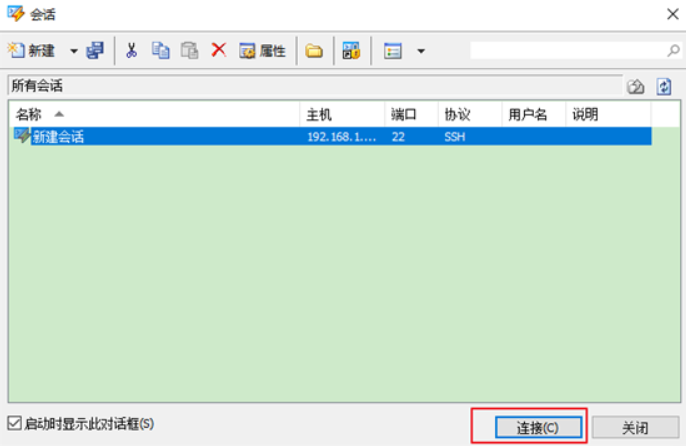 会话
新建 属性
所有会话
名称 主机 端口 协议 用户名 说明
新建会话 192.168.1.... 22 SSH
启动时显示此对话框(S) 连接(C) 关闭